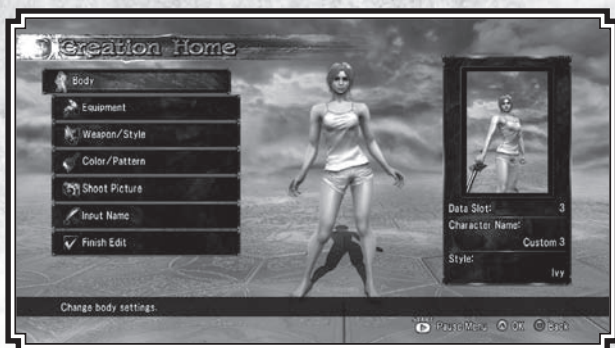 Creation Home
Body
Equipment
Weapon/Style
Color/Pattern
Shoot Picture
Input Name
Finish Edit
Data Slot: 3
Character Name:
Custom 3
Style:
Ivy
Change body settings.
Pause Menu OK Back